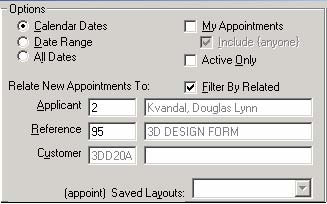 Options
Calendar Dates
My Appointments
Date Range
Include {anyone}
All Dates
Active Only
Relate New Appointments To:
Filter By Related
Applicant 2 Kvandal, Douglas Lynn
Reference 95 3D DESIGN FORM
Customer 3DD20A
(appoint) Saved Layouts: